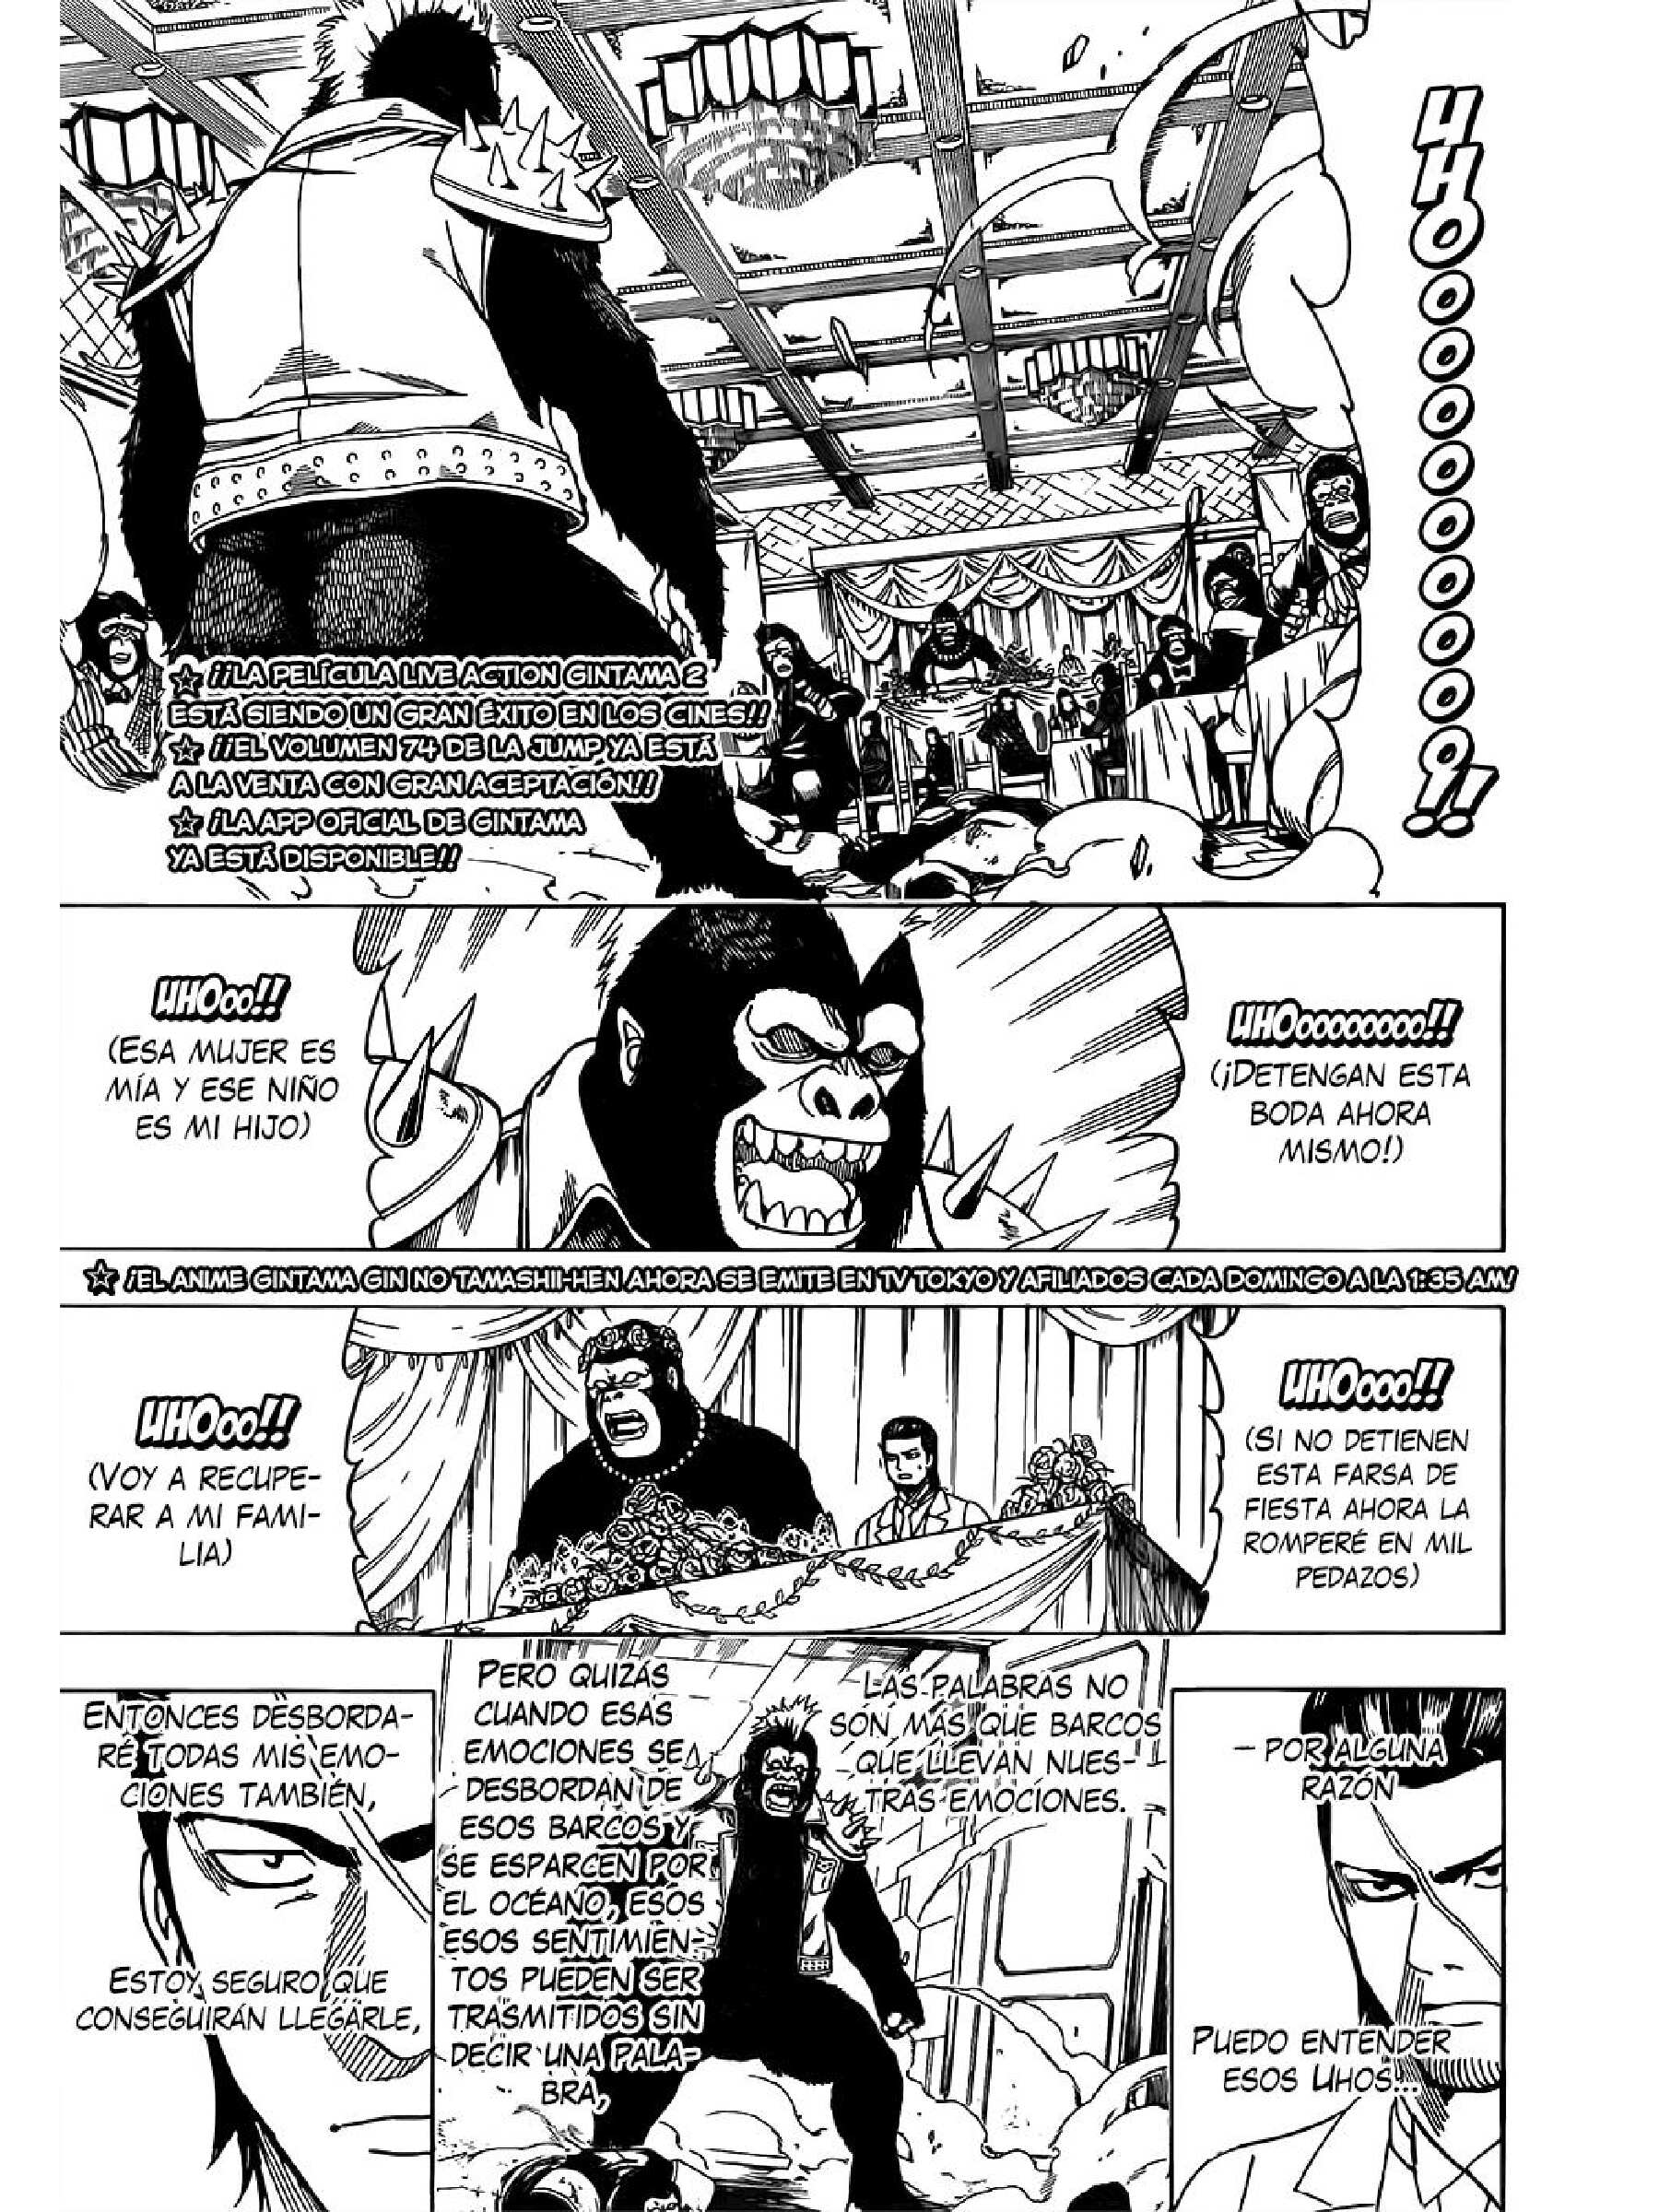 UHOOOOOOOOOO!!
☆ ¡¡LA PELÍCULA LIVE ACTION GINTAMA 2
ESTÁ SIENDO UN GRAN ÉXITO EN LOS CINES!!
☆ ¡¡EL VOLUMEN 74 DE LA JUMP YA ESTÁ
A LA VENTA CON GRAN ACEPTACIÓN!!
☆ ¡LA APP OFICIAL DE GINTAMA
YA ESTÁ DISPONIBLE!!
UHOOOOOOOOO!!
(¡DETENGAN ESTA
BODA AHORA
MISMO!)
UHOOO!!
(ESA MUJER ES
MÍA Y ESE NIÑO
ES MI HIJO)
☆ ¡EL ANIME GINTAMA GIN NO TAMASHII-HEN AHORA SE EMITE EN TV TOKYO Y AFILIADOS CADA DOMINGO A LA 1:35 AM!
UHOOOO!!
(SI NO DETIENEN
ESTA FARSA DE
FIESTA AHORA LA
ROMPERÉ EN MIL
PEDAZOS)
UHOOO!!
(VOY A RECUPE-
RAR A MI FAMI-
LIA)
– POR ALGUNA
RAZÓN
PUEDO ENTENDER
ESOS UHOS...
LAS PALABRAS NO
SON MÁS QUE BARCOS
QUE LLEVAN NUES-
TRAS EMOCIONES.
PERO QUIZÁS
CUANDO ESAS
EMOCIONES SE
DESBORDAN DE
ESOS BARCOS Y
SE ESPARCEN POR
EL OCÉANO, ESOS
ESOS SENTIMIEN-
TOS PUEDEN SER
TRASMITIDOS SIN
DECIR UNA PALA-
BRA,
ENTONCES DESBORDA-
RÉ TODAS MIS EMO-
CIONES TAMBIÉN,
ESTOY SEGURO QUE
CONSEGUIRÁN LLEGARLE,